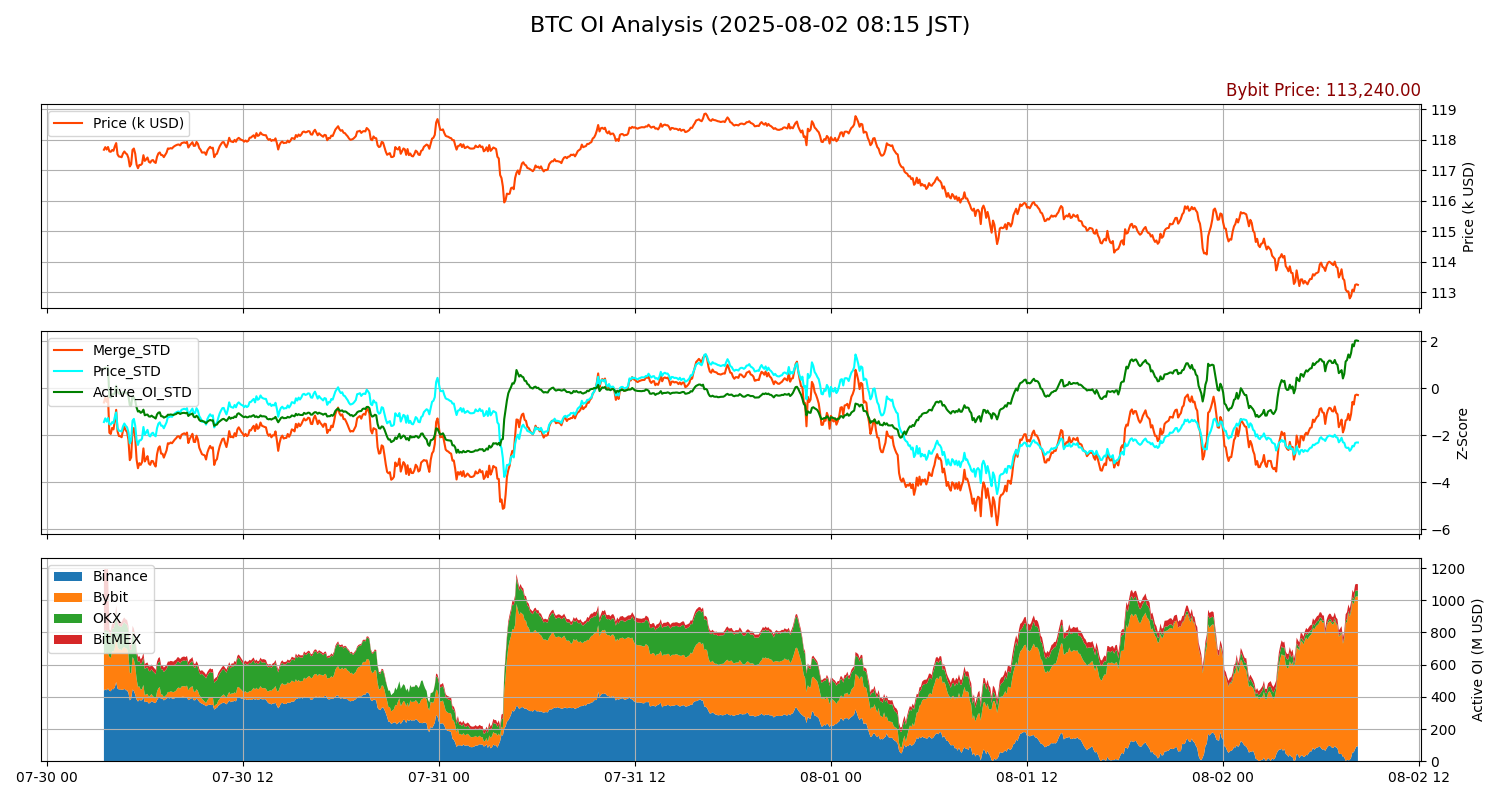 BTC OI Analysis (2025-08-02 08:15 JST)
Bybit Price: 113,240.00
Price (k USD)
119
118
117
116
115
114
113
Price (k USD)
Merge_STD
Price_STD
Active_OI_STD
2
0
−2
−4
−6
Z-Score
Binance
Bybit
OKX
BitMEX
1200
1000
800
600
400
200
0
Active OI (M USD)
07-30 00
07-30 12
07-31 00
07-31 12
08-01 00
08-01 12
08-02 00
08-02 12